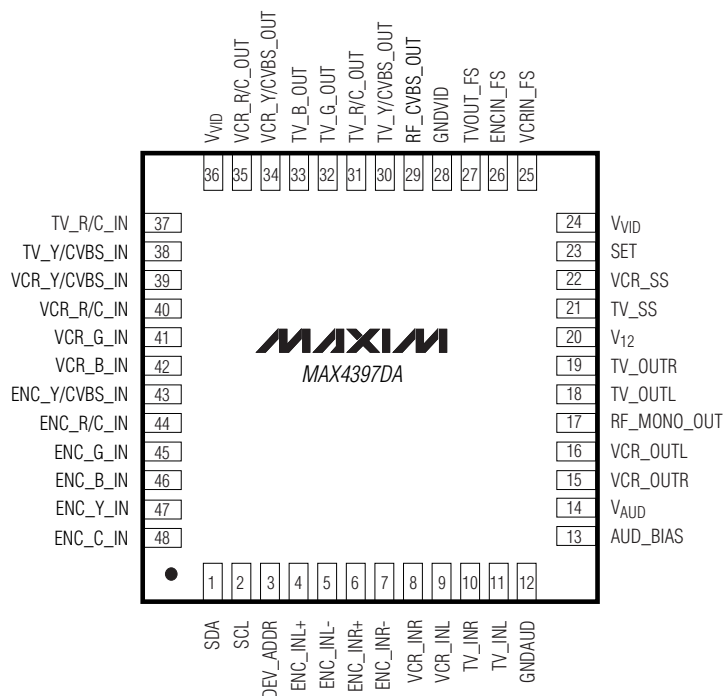 VVID
VCR_R/C_OUT
VCR_Y/CVBS_OUT
TV_B_OUT
TV_G_OUT
TV_R/C_OUT
TV_Y/CVBS_OUT
RF_CVBS_OUT
GNDVID
TVOUT_FS
ENCIN_FS
VCRIN_FS
36 35 34 33 32 31 30 29 28 27 26 25
TV_R/C_IN 37
TV_Y/CVBS_IN 38
VCR_Y/CVBS_IN 39
VCR_R/C_IN 40
VCR_G_IN 41
VCR_B_IN 42
ENC_Y/CVBS_IN 43
ENC_R/C_IN 44
ENC_G_IN 45
ENC_B_IN 46
ENC_Y_IN 47
ENC_C_IN 48
MAXIM
MAX4397DA
24 VVID
23 SET
22 VCR_SS
21 TV_SS
20 V12
19 TV_OUTR
18 TV_OUTL
17 RF_MONO_OUT
16 VCR_OUTL
15 VCR_OUTR
14 VAUD
13 AUD_BIAS
1 2 3 4 5 6 7 8 9 10 11 12
SDA
SCL
DEV_ADDR
ENC_INL+
ENC_INL-
ENC_INR+
ENC_INR-
VCR_INR
VCR_INL
TV_INR
TV_INL
GNDAUD